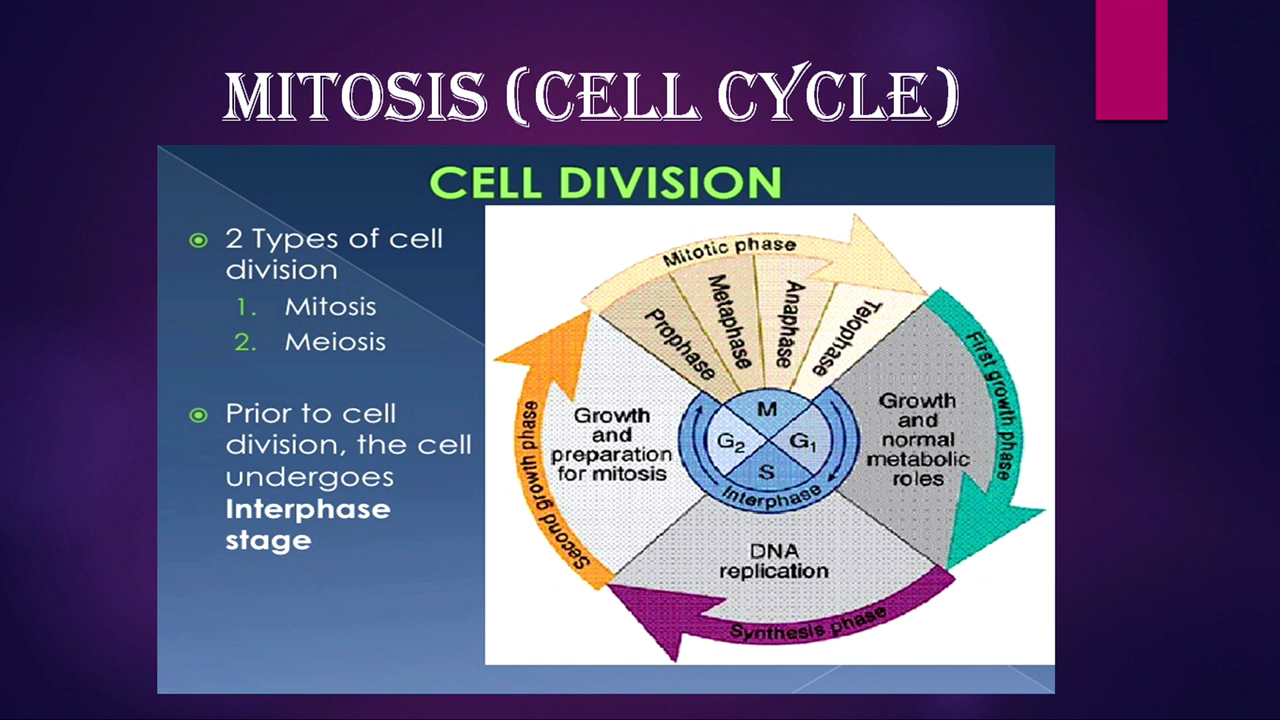 MITOSIS (CELL CYCLE)
CELL DIVISION
2 Types of cell
division
1. Mitosis
2. Meiosis
Prior to cell
division, the cell
undergoes
Interphase
stage
Mitotic phase
Prophase
Metaphase
Anaphase
Telophase
First growth phase
Growth
and
normal
metabolic
roles
Growth
and
preparation
for mitosis
Second growth phase
M
G2
G1
S
Interphase
DNA
replication
Synthesis phase